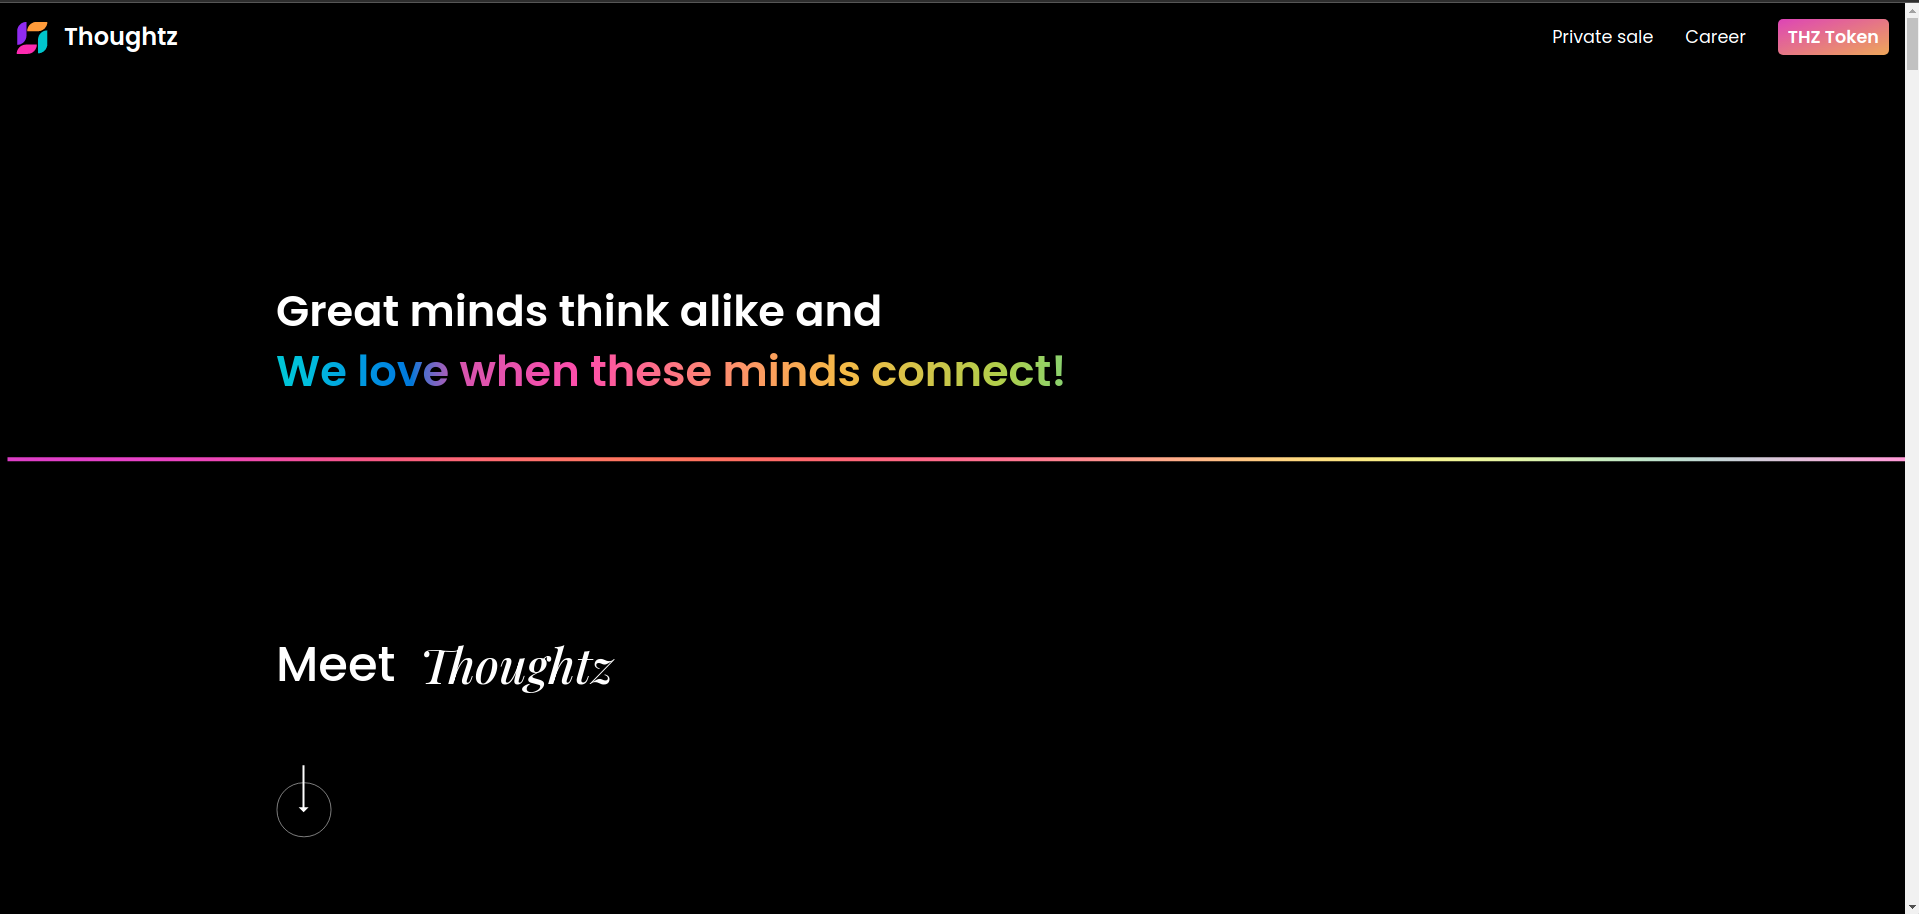 Thoughtz
Private sale
Career
THZ Token
Great minds think alike and
We love when these minds connect!
Meet Thoughtz